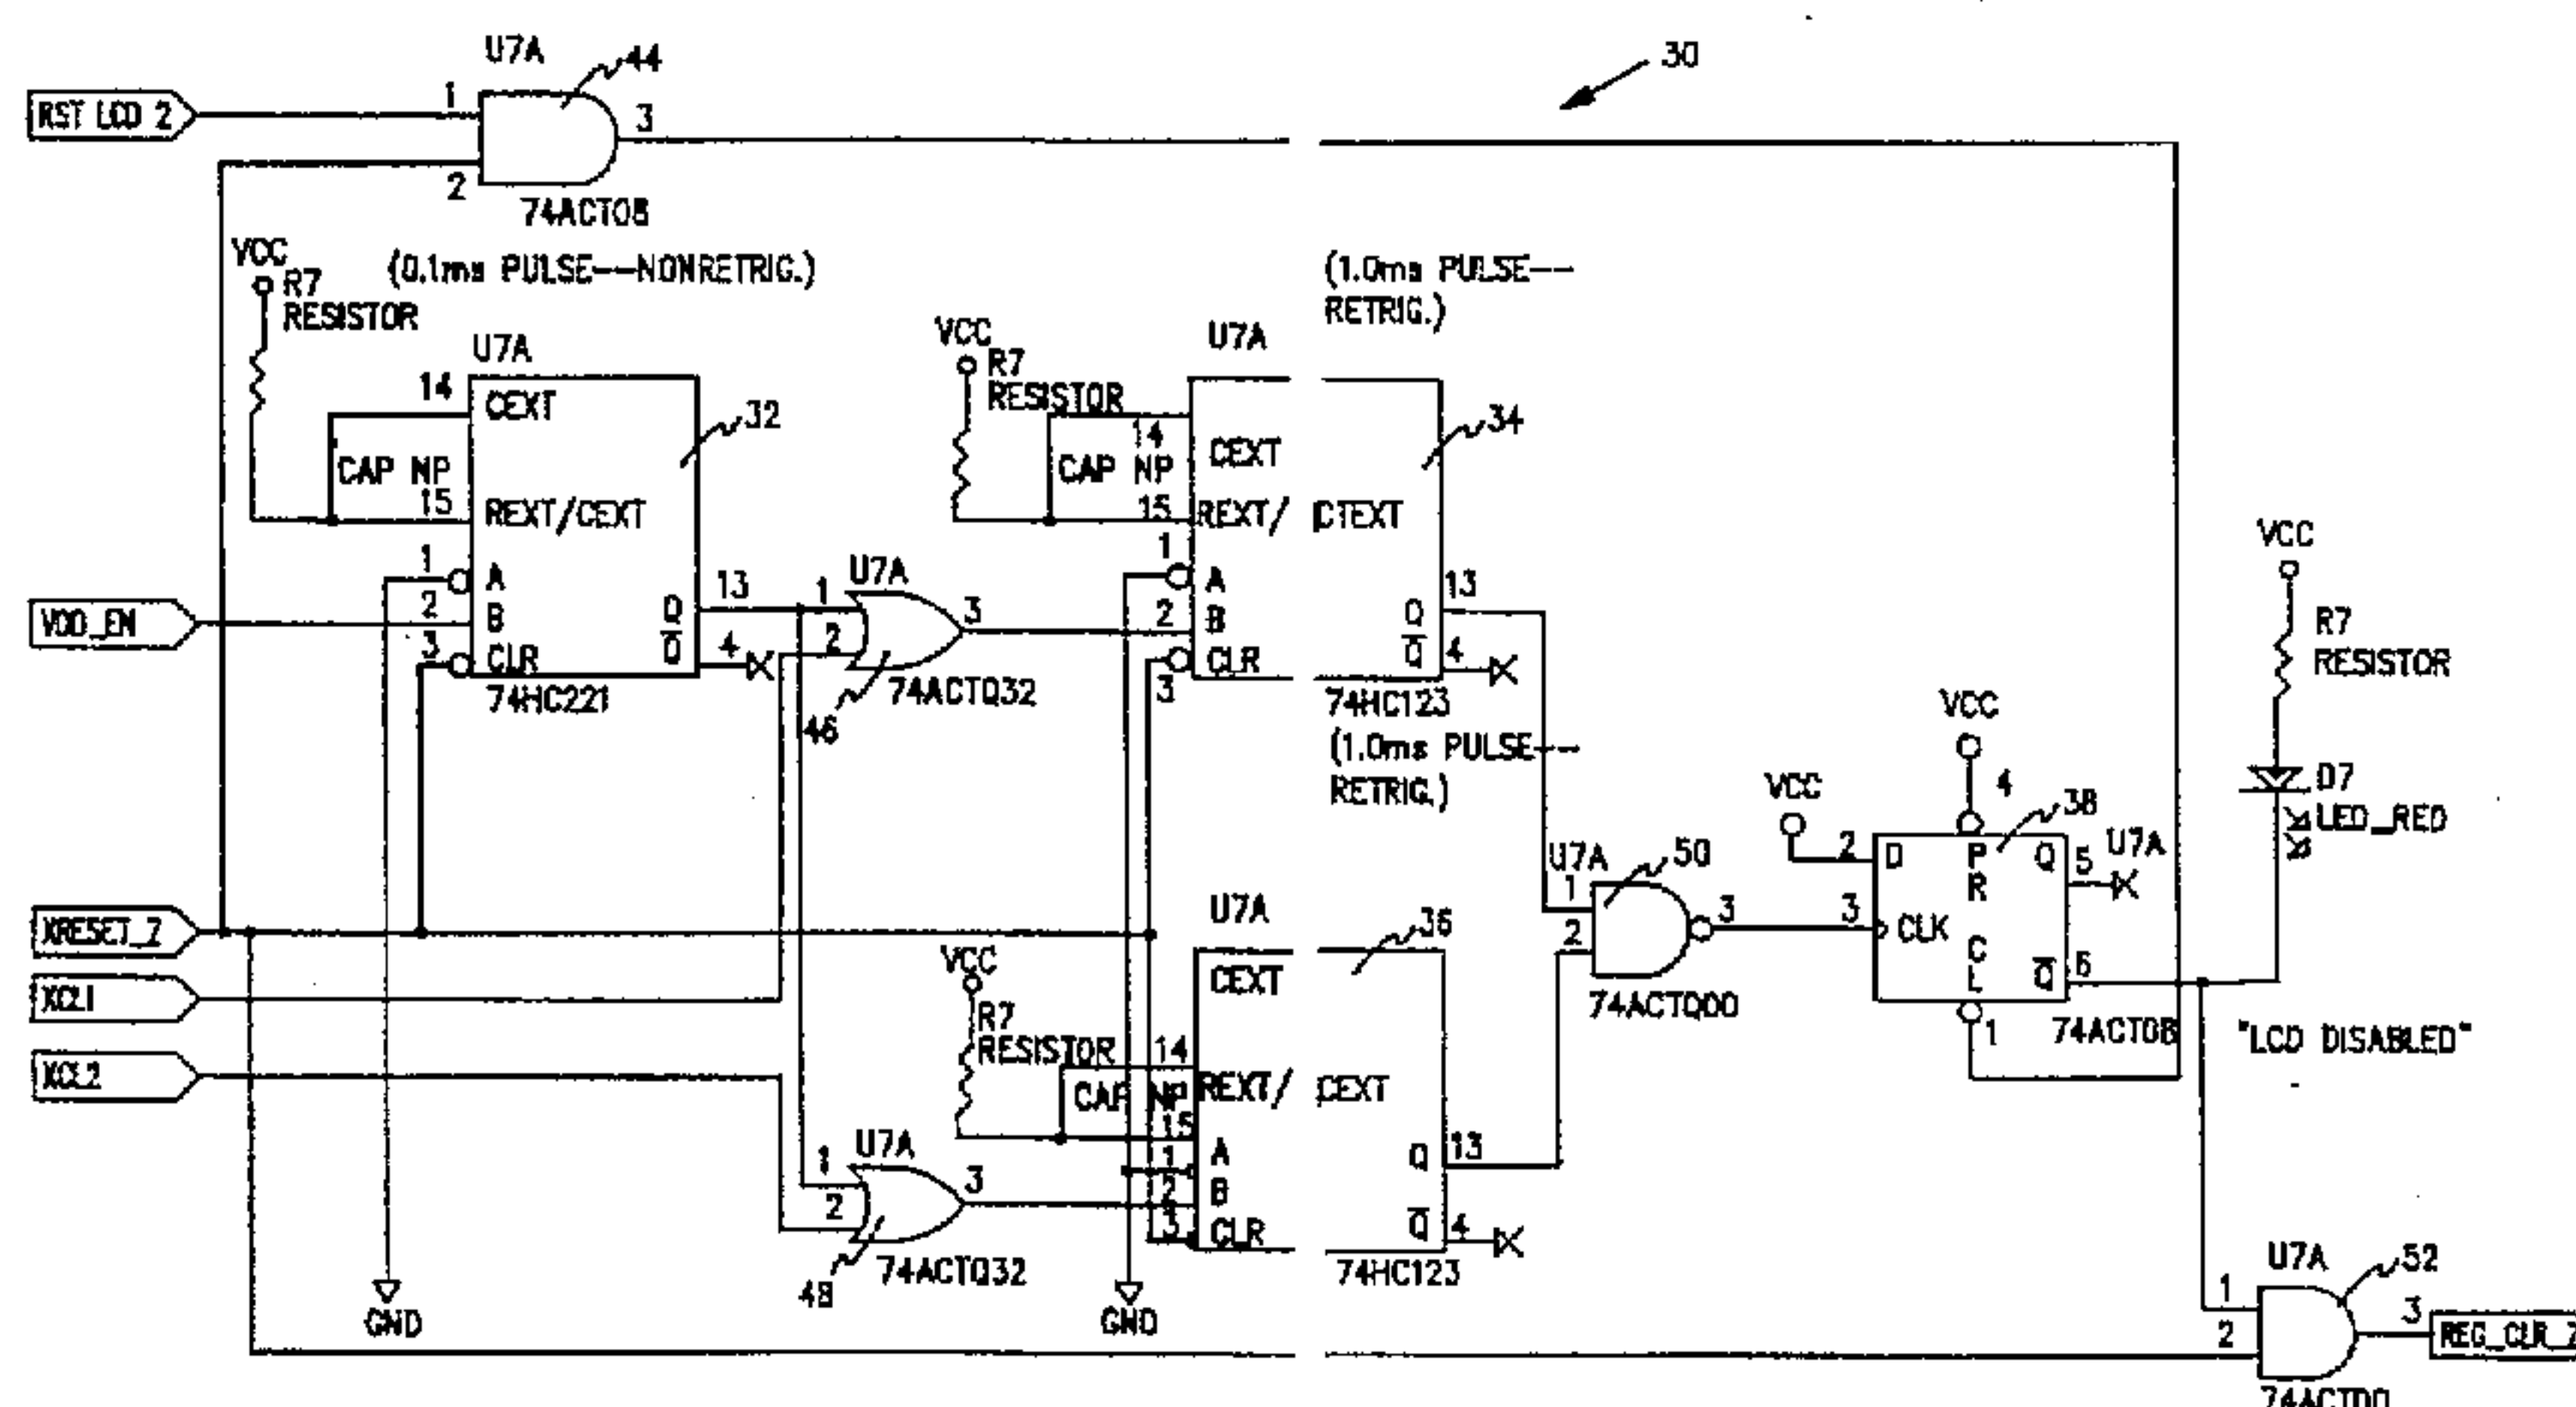 U7A
44
30
RST LCD 2
1
3
2
74ACT08
VCC
R7
RESISTOR
(0.1ms PULSE--NONRETRIG.)
(1.0ms PULSE--
RETRIG.)
U7A
14
CEXT
32
CAP NP
15
REXT/CEXT
1
A
2
B
3
CLR
Q
13
Q
4
74HC221
VDD_EN
VCC
R7
RESISTOR
U7A
14
CEXT
34
CAP NP
15
REXT/ CTEXT
1
A
2
B
CLR
3
Q
13
Q
4
74HC123
(1.0ms PULSE--
RETRIG.)
U7A
1
2
3
74ACTQ32
46
VCC
R7
RESISTOR
D7
LED_RED
VCC
4
VCC
38
2
D
P
R
Q
5
U7A
3
CLK
C
L
Q
6
1
74ACT08
"LCD DISABLED"
U7A
50
1
2
3
74ACTQ00
XRESET_Z
XCL1
XCL2
VCC
R7
RESISTOR
U7A
36
CEXT
14
CAP NP
REXT/ CEXT
15
1
A
2
B
3
CLR
Q
13
Q
4
74HC123
U7A
1
2
3
74ACTQ32
48
GND
GND
U7A
52
1
2
3
REG_CLR_Z
74ACT00